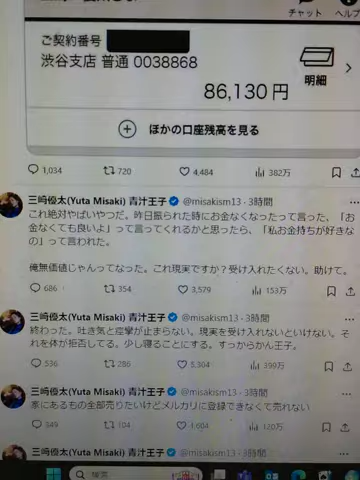 チャット ヘルプ
ご契約番号
渋谷支店 普通 0038868
明細
86,130 円
ほかの口座残高を見る
1,034 720 4,484 382万
三﨑優太(Yuta Misaki) 青汁王子 @misakism13・3時間
これ絶対やばいやつだ。昨日振られた時にお金なくなったって言った、「お
金なくても良いよ」って言ってくれるかと思ったら、「私お金持ちが好きな
の」って言われた。
俺無価値じゃんってなった。これ現実ですか？受け入れたくない。助けて。
686 354 3,579 153万
三﨑優太(Yuta Misaki) 青汁王子 @misakism13・3時間
終わった。吐き気と痙攣が止まらない。現実を受け入れないといけない。そ
れを体が拒否してる。少し寝ることにする。すっからかん王子。
536 286 5,304 399万
三﨑優太(Yuta Misaki) 青汁王子 @misakism13・3時間
家にあるもの全部売りたいけどメルカリに登録できなくて売れない
349 104 1,604 120万
三﨑優太(Yuta Misaki) 青汁王子 @misakism13・3時間
検索